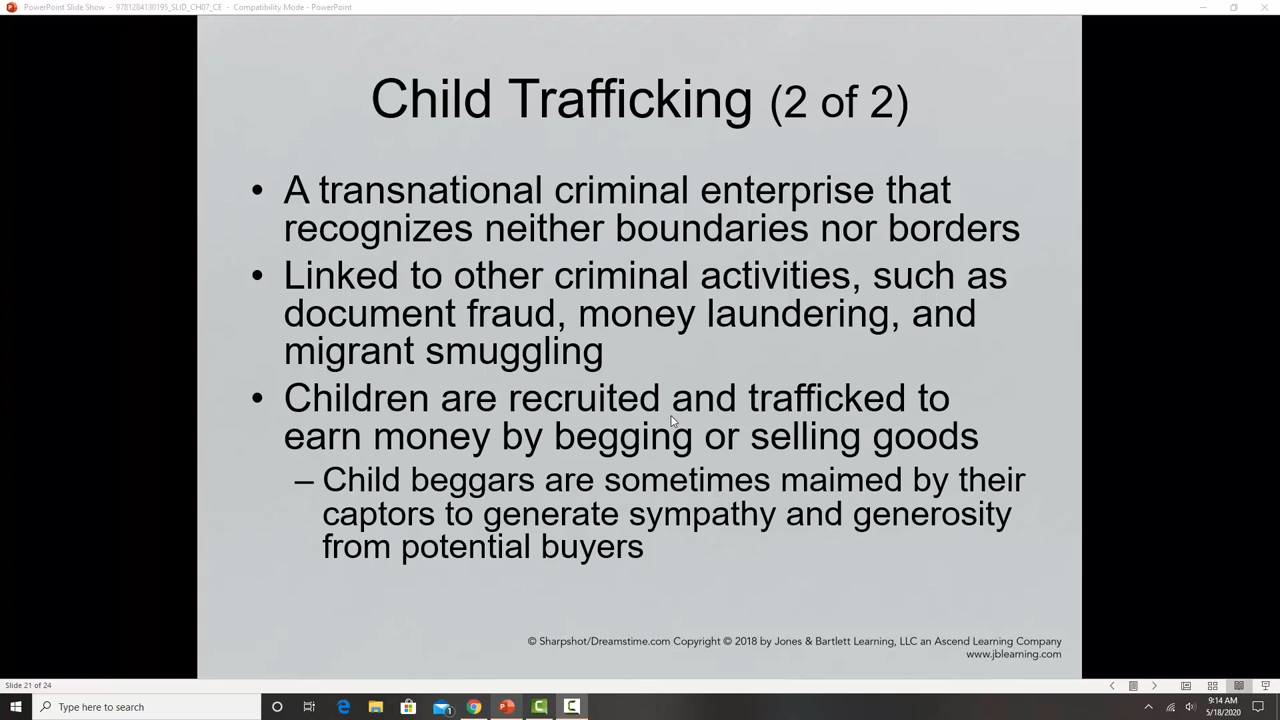 PowerPoint Slide Show - 9781284130195_SLID_CH07_CE - Compatibility Mode - PowerPoint
Child Trafficking (2 of 2)
• A transnational criminal enterprise that
recognizes neither boundaries nor borders
• Linked to other criminal activities, such as
document fraud, money laundering, and
migrant smuggling
• Children are recruited and trafficked to
earn money by begging or selling goods
– Child beggars are sometimes maimed by their
captors to generate sympathy and generosity
from potential buyers
© Sharpshot/Dreamstime.com Copyright © 2018 by Jones & Bartlett Learning, LLC an Ascend Learning Company
www.jblearning.com
Slide 21 of 24
Type here to search
9:14 AM
5/18/2020